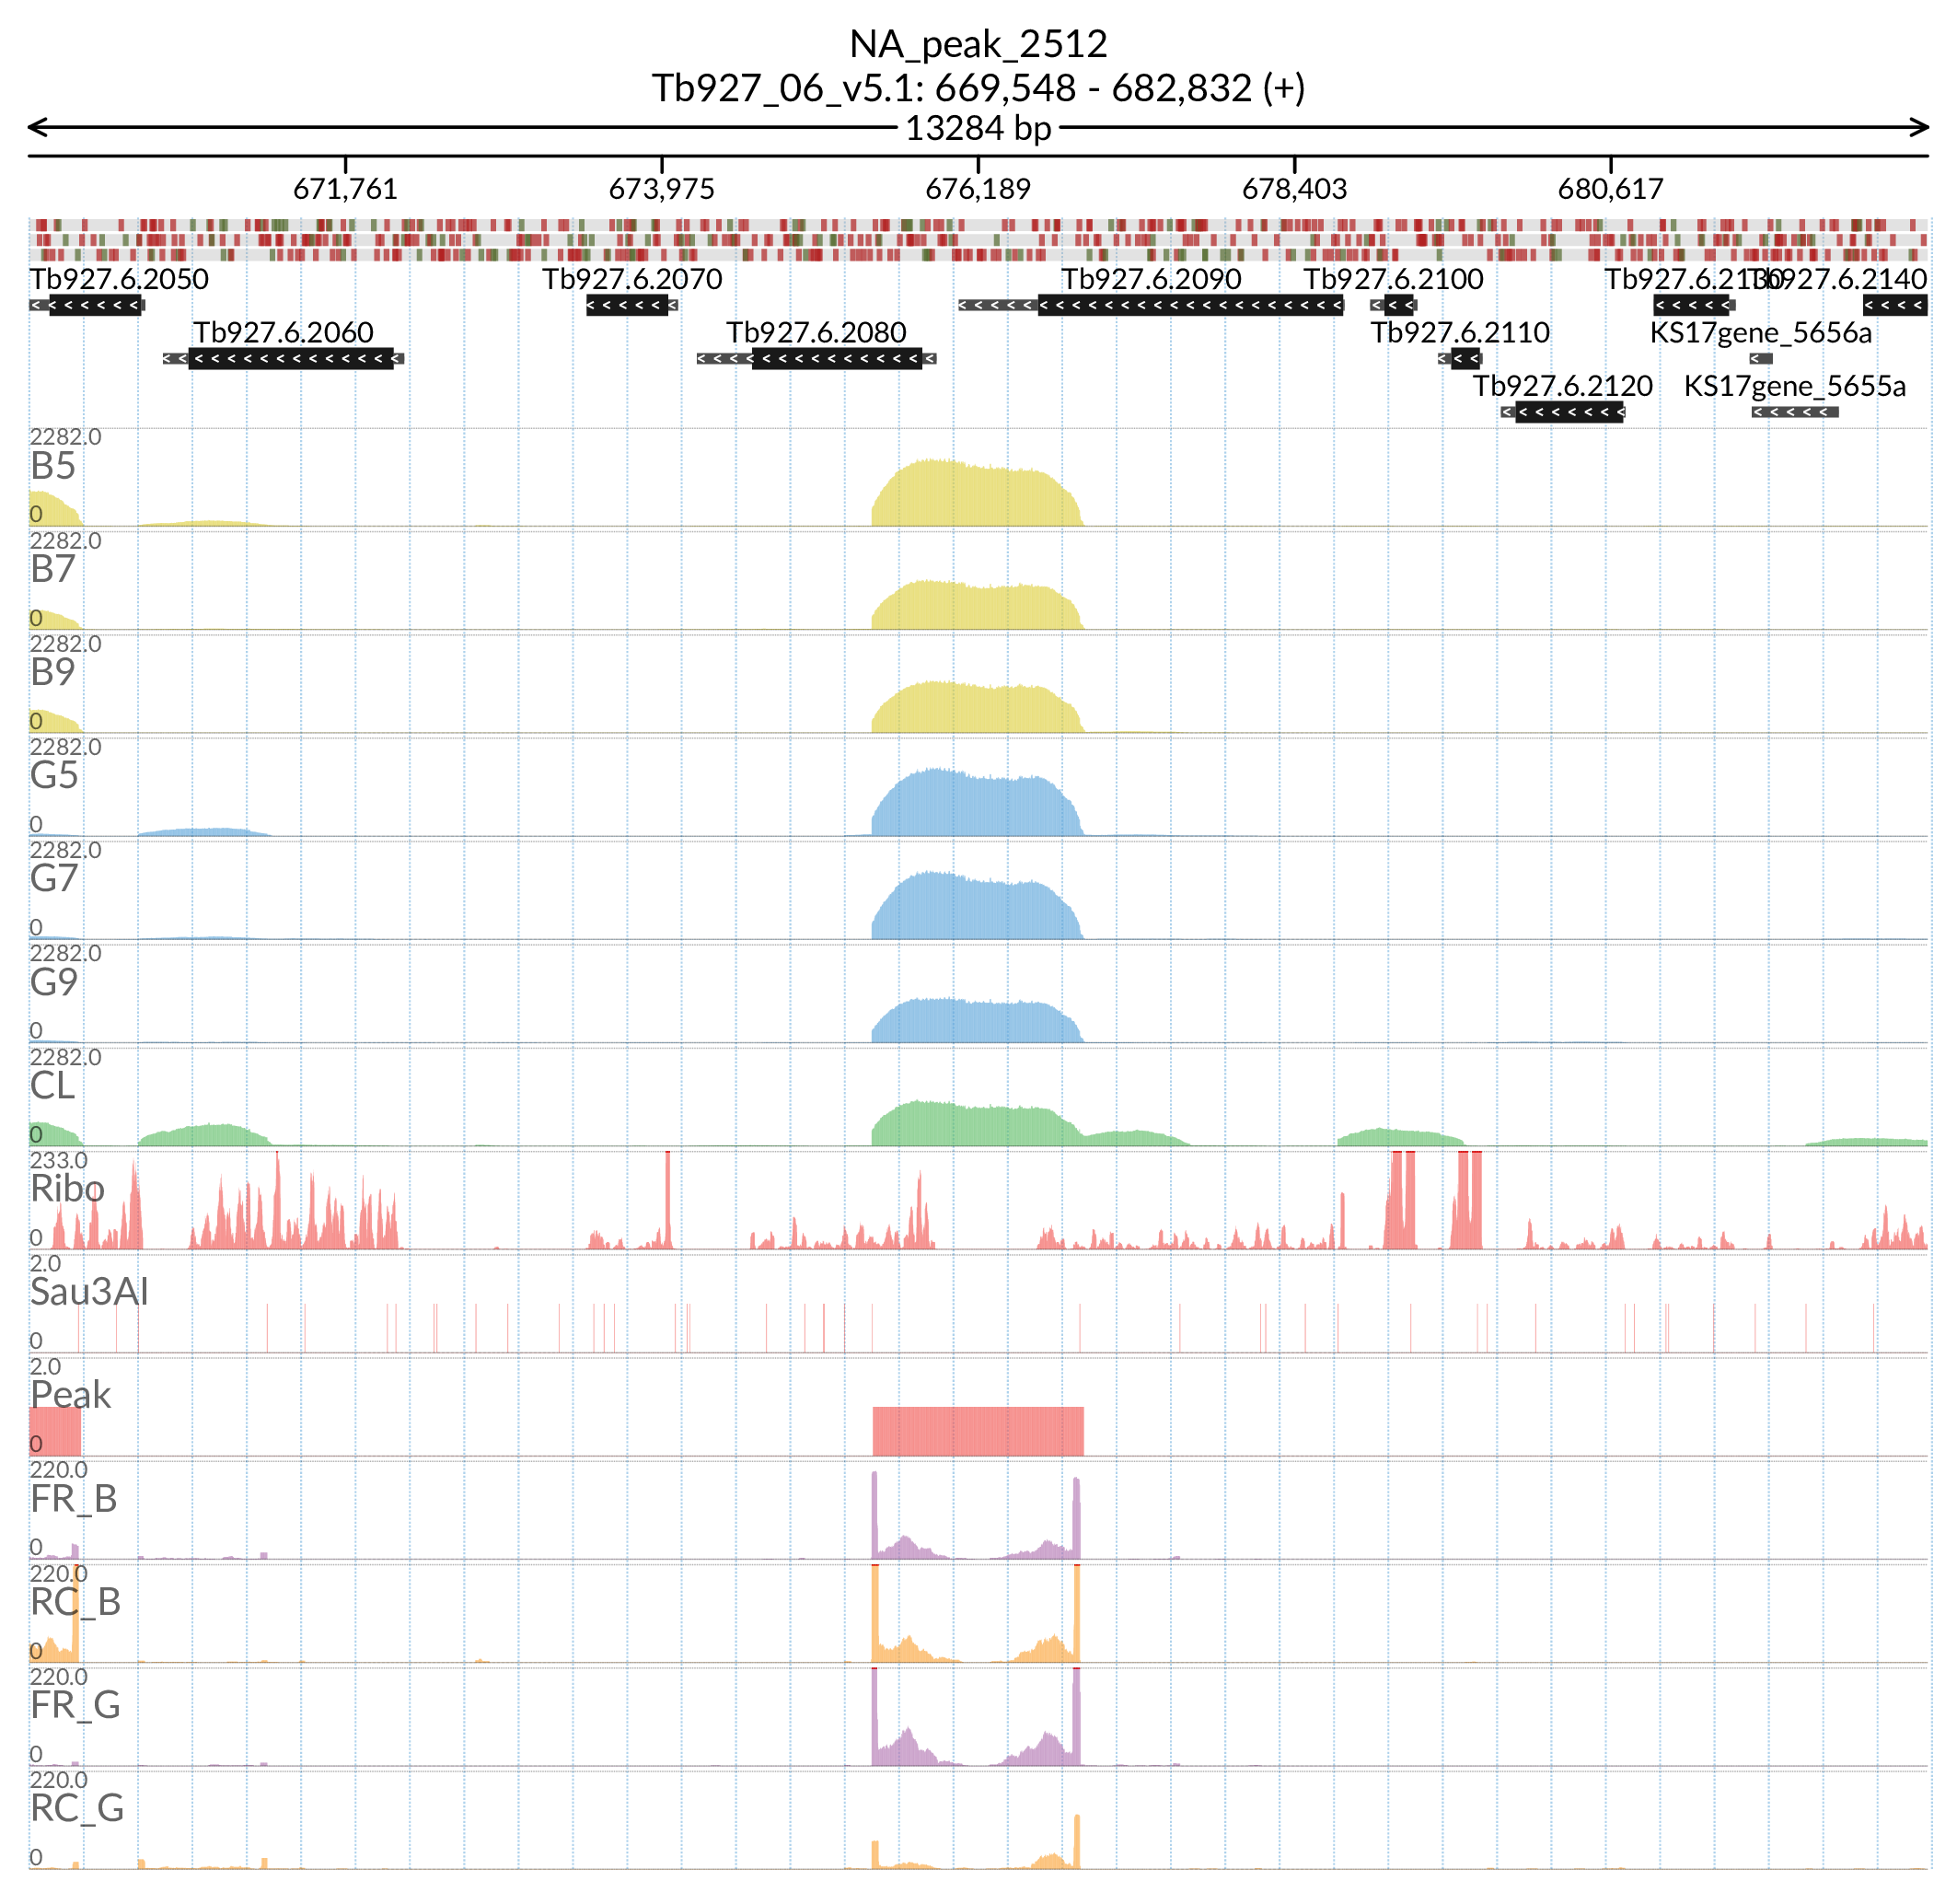 NA_peak_2512
Tb927_06_v5.1: 669,548 - 682,832 (+)
13284 bp
671,761 673,975 676,189 678,403 680,617
Tb927.6.2050 Tb927.6.2070 Tb927.6.2090 Tb927.6.2100 Tb927.6.2130 Tb927.6.2140
Tb927.6.2060 Tb927.6.2080 Tb927.6.2110 KS17gene_5656a
Tb927.6.2120 KS17gene_5655a
2282.0
B5
0
2282.0
B7
0
2282.0
B9
0
2282.0
G5
0
2282.0
G7
0
2282.0
G9
0
2282.0
CL
0
233.0
Ribo
0
2.0
Sau3AI
0
2.0
Peak
0
220.0
FR_B
0
220.0
RC_B
0
220.0
FR_G
0
220.0
RC_G
0